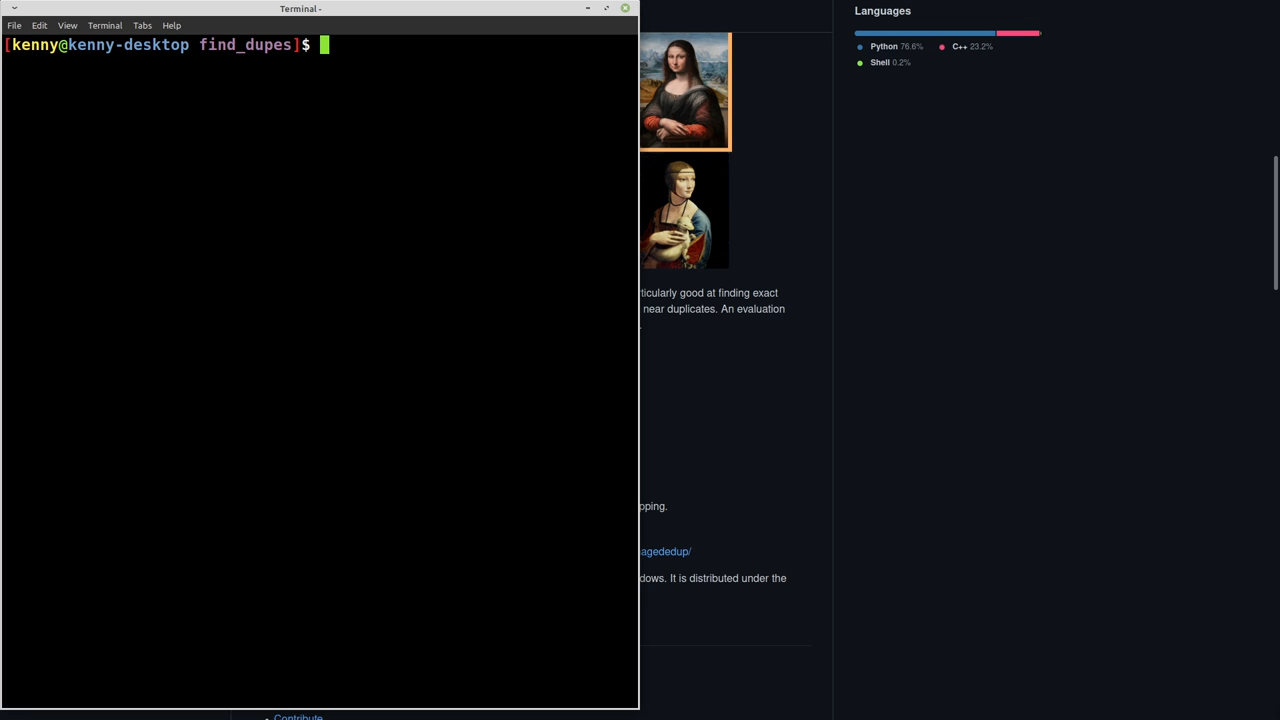 Terminal -
File Edit View Terminal Tabs Help
[kenny@kenny-desktop find_dupes]$
Languages
Python 76.6% C++ 23.2%
Shell 0.2%
ticularly good at finding exact
near duplicates. An evaluation
pping.
agededup/
dows. It is distributed under the
Contribute